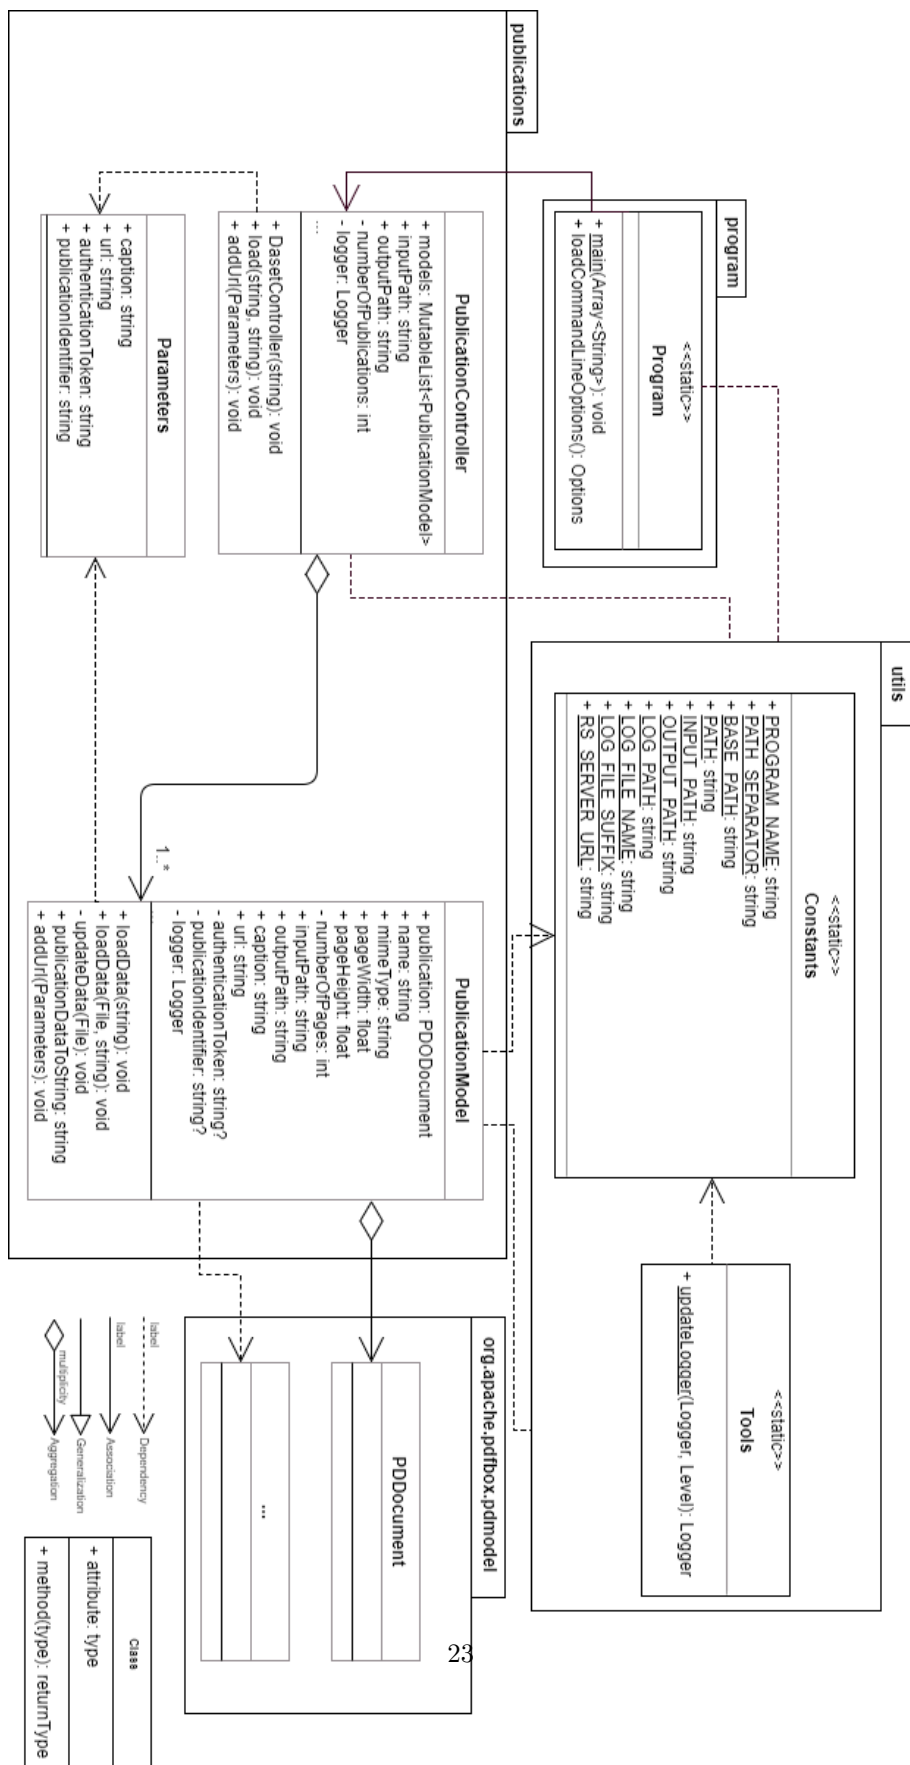 publications
program
<<static>>
Program
+ main(Array<String>): void
+ loadCommandLineOptions(): Options
PublicationController
+ models: MutableList<PublicationModel>
+ inputPath: string
+ outputPath: string
- numberOfPublications: int
- logger: Logger
...
+ DasetController(string): void
+ load(string, string): void
+ addUrl(Parameters): void
Parameters
+ caption: string
+ url: string
+ authenticationToken: string
+ publicationIdentifier: string
utils
<<static>>
Constants
+ PROGRAM_NAME: string
+ PATH_SEPARATOR: string
+ BASE_PATH: string
+ PATH: string
+ INPUT_PATH: string
+ OUTPUT_PATH: string
+ LOG_PATH: string
+ LOG_FILE_NAME: string
+ LOG_FILE_SUFFIX: string
+ RS_SERVER_URL: string
1.. *
PublicationModel
+ publication: PDODocument
+ name: string
+ mimeType: string
+ pageWidth: float
+ pageHeight: float
- numberOfPages: int
+ inputPath: string
+ outputPath: string
+ caption: string
+ url: string
- authenticationToken: string?
- publicationIdentifier: string?
- logger: Logger
+ loadData(string): void
+ loadData(File, string): void
- updateData(File): void
+ publicationDataToString: string
+ addUrl(Parameters): void
<<static>>
Tools
+ updateLogger(Logger, Level): Logger
org.apache.pdfbox.pdmodel
PDDocument
...
label
Dependency
label
Association
Generalization
multiplicity
Aggregation
Class
+ attribute: type
+ method(type): returnType
23